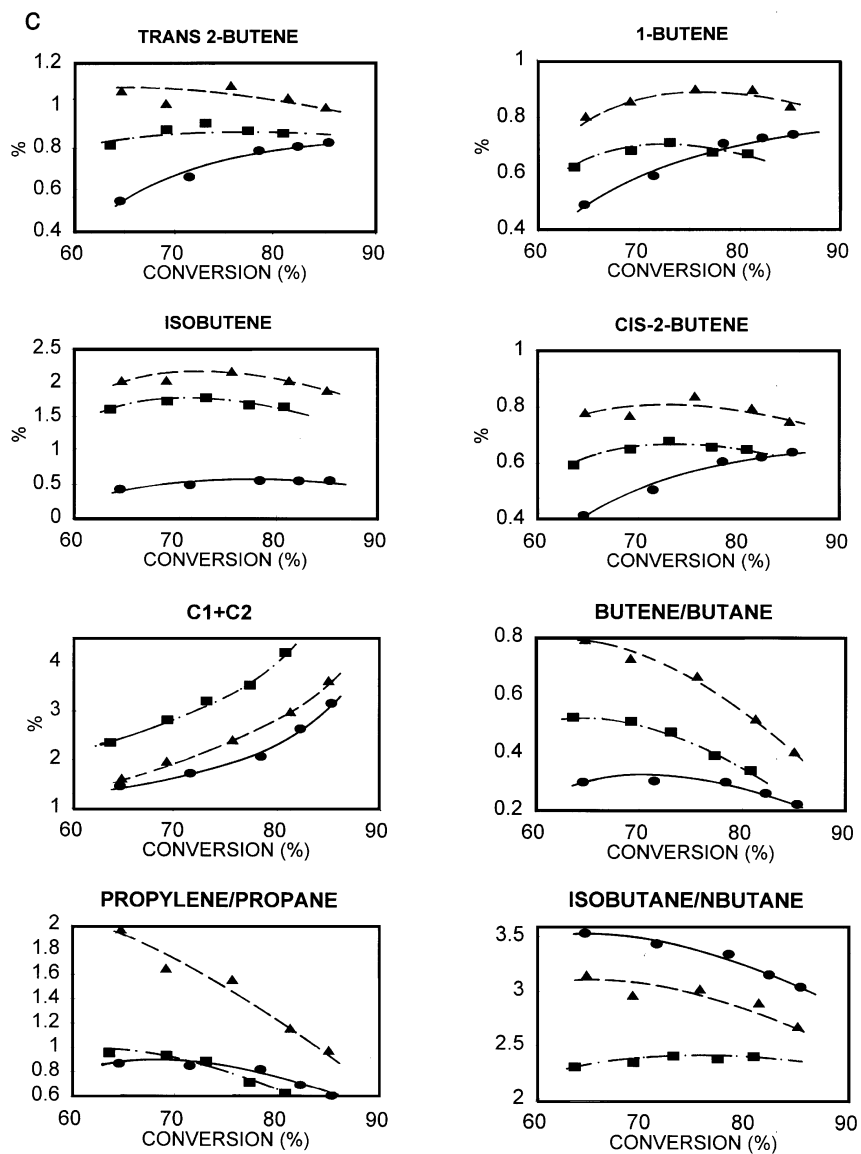 C
TRANS 2-BUTENE
1.2
1
0.8
0.6
0.4
%
60 70 80 90
CONVERSION (%)
1-BUTENE
1
0.8
0.6
0.4
%
60 70 80 90
CONVERSION (%)
ISOBUTENE
2.5
2
1.5
1
0.5
0
%
60 70 80 90
CONVERSION (%)
CIS-2-BUTENE
1
0.8
0.6
0.4
%
60 70 80 90
CONVERSION (%)
C1+C2
4
3
2
1
%
60 70 80 90
CONVERSION (%)
BUTENE/BUTANE
0.8
0.6
0.4
0.2
60 70 80 90
CONVERSION (%)
PROPYLENE/PROPANE
2
1.6
1.4
1.2
1
0.8
0.6
60 70 80 90
CONVERSION (%)
ISOBUTANE/NBUTANE
3.5
3
2.5
2
60 70 80 90
CONVERSION (%)